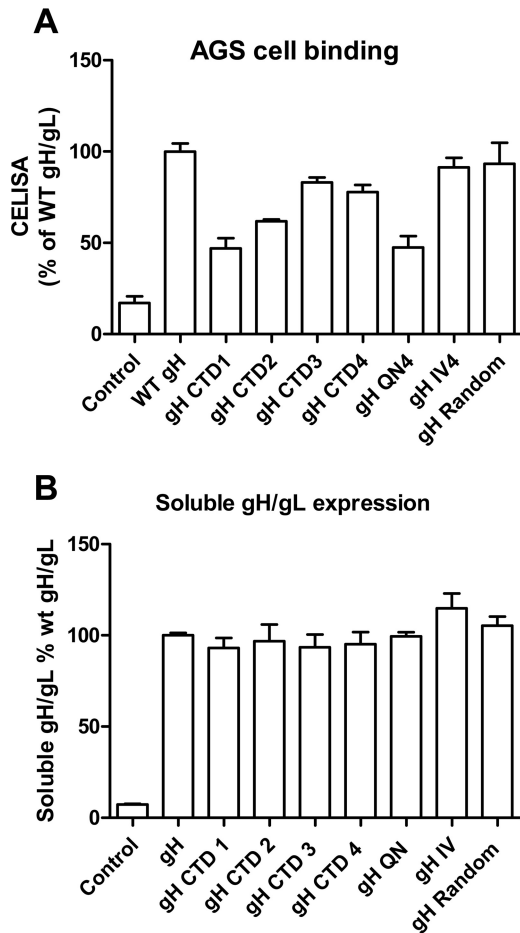 A
AGS cell binding
CELISA
(% of WT gH/gL)
150
100
50
0
Control
WT gH
gH CTD1
gH CTD2
gH CTD3
gH CTD4
gH QN4
gH IV4
gH Random
B
Soluble gH/gL expression
Soluble gH/gL % wt gH/gL
150
100
50
0
Control
gH
gH CTD 1
gH CTD 2
gH CTD 3
gH CTD 4
gH QN
gH IV
gH Random